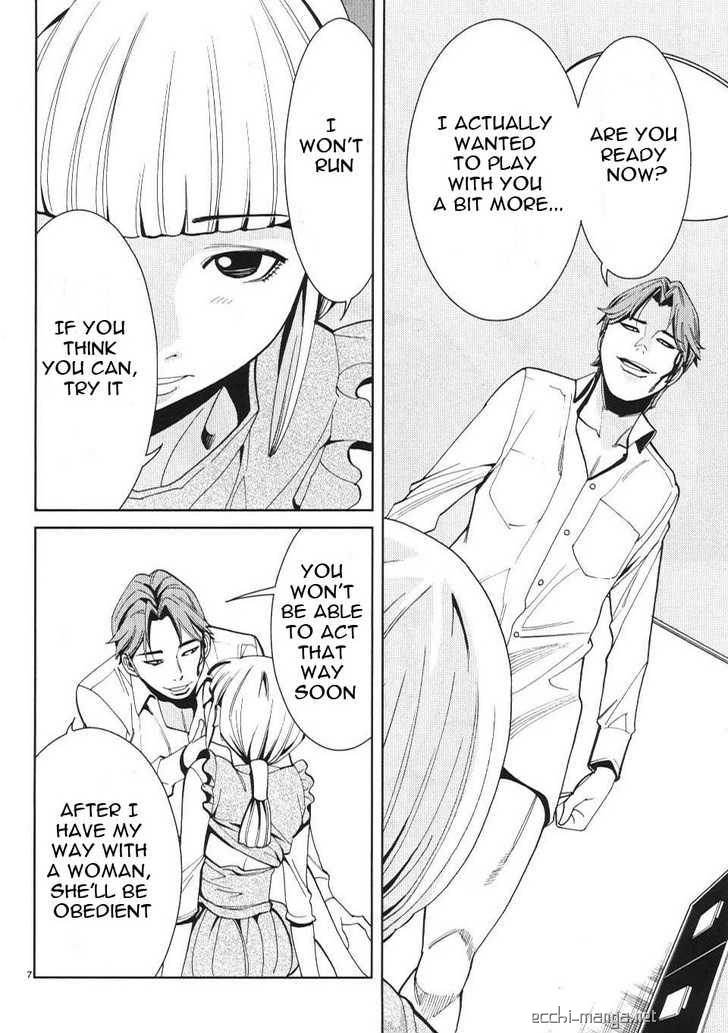 ARE YOU
READY
NOW?
I ACTUALLY
WANTED
TO PLAY
WITH YOU
A BIT MORE...
I
WON'T
RUN
IF YOU
THINK
YOU CAN,
TRY IT
YOU
WON'T
BE ABLE
TO ACT
THAT
WAY
SOON
AFTER I
HAVE MY
WAY WITH
A WOMAN,
SHE'LL BE
OBEDIENT
7
ecchi-manga.net